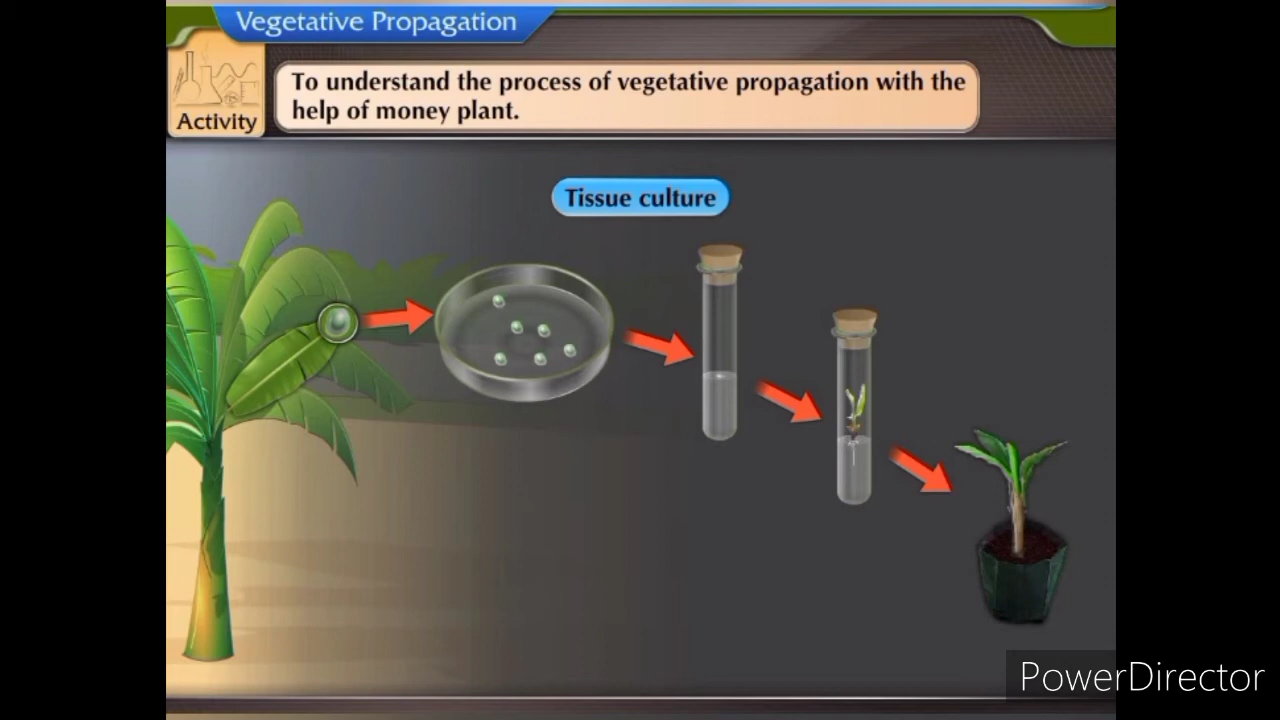 Vegetative Propagation
Activity
To understand the process of vegetative propagation with the
help of money plant.
Tissue culture
PowerDirector